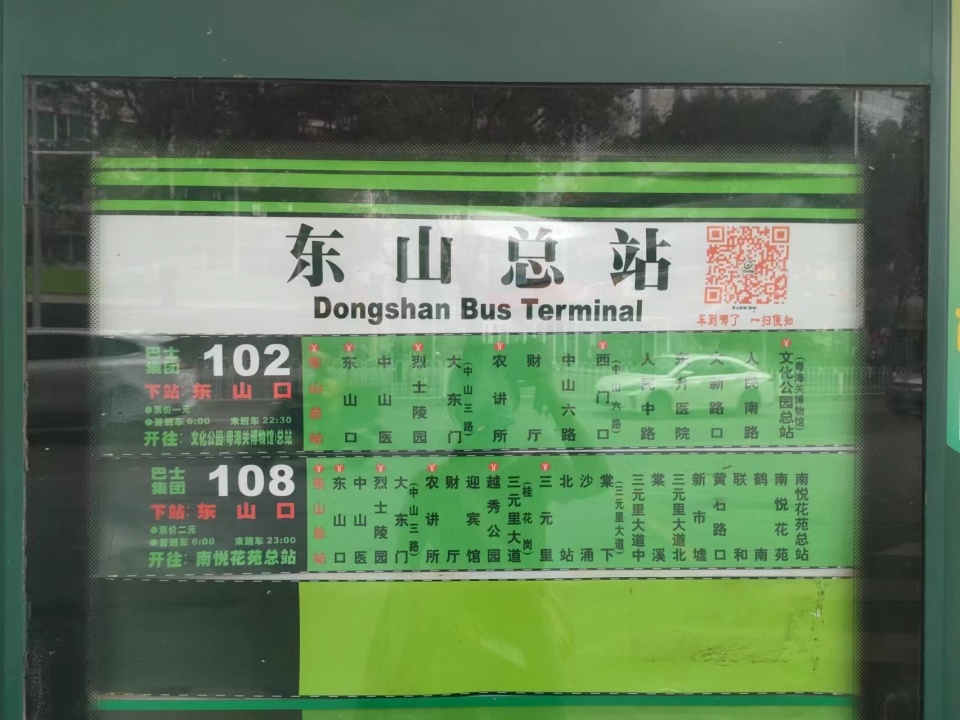 东山总站
Dongshan Bus Terminal
车到哪了 一扫便知
巴士集团 102
下站: 东山口
●票价一元
●首班车6:00 末班车22:30
开往: 文化公园(粤海关博物馆)总站
东山总站
东山口
中山医
烈士陵园
大东门(中山三路)
农讲所
财厅
中山六路
西门口(中山六路)
人民中路
东升医院
大新路口
人民南路
文化公园总站(粤海关博物馆)
巴士集团 108
下站: 东山口
●票价二元
●首班车6:00 末班车23:00
开往: 南悦花苑总站
东山总站
东山口
中山医
烈士陵园
大东门(中山三路)
农讲所
财厅
迎宾馆
越秀公园
三元里大道(桂花岗)
三元里
北站
沙涌
棠下(三元里大道)
三元里大道中
棠溪
三元里大道北
新市墟
黄石路口
联和
鹤南
南悦花苑
南悦花苑总站